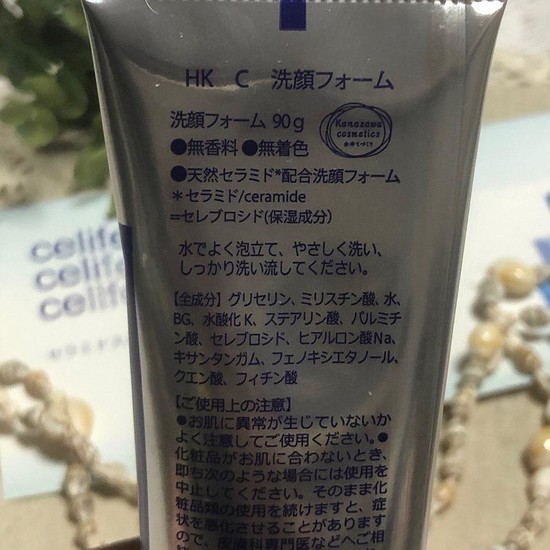 HK C 洗顔フォーム
洗顔フォーム 90g
Kanazawa
cosmetics
●無香料 ●無着色
●天然セラミド*配合洗顔フォーム
*セラミド/ceramide
=セレブロシド(保湿成分)
水でよく泡立て、やさしく洗い、
しっかり洗い流してください。
【全成分】グリセリン、ミリスチン酸、水、
BG、水酸化K、ステアリン酸、パルミチ
ン酸、セレブロシド、ヒアルロン酸Na、
キサンタンガム、フェノキシエタノール、
クエン酸、フィチン酸
【ご使用上の注意】
●お肌に異常が生じていないか
よく注意してご使用ください。●
化粧品がお肌に合わないとき、
即ち次のような場合には使用を
中止してください。そのまま化
粧品類の使用を続けますと、症
状を悪化させることがあります
ので、皮膚科専門医などへご相
celife
celife
celife